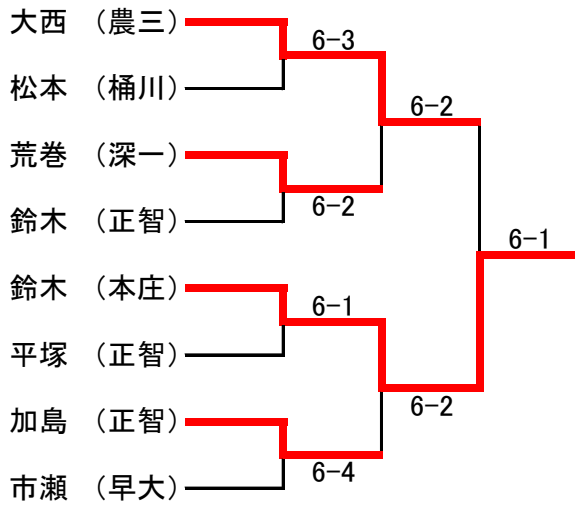 大西 （農三）
6-3
松本 （桶川）
6-2
荒巻 （深一）
6-2
鈴木 （正智）
6-1
鈴木 （本庄）
6-1
平塚 （正智）
6-2
加島 （正智）
6-4
市瀬 （早大）